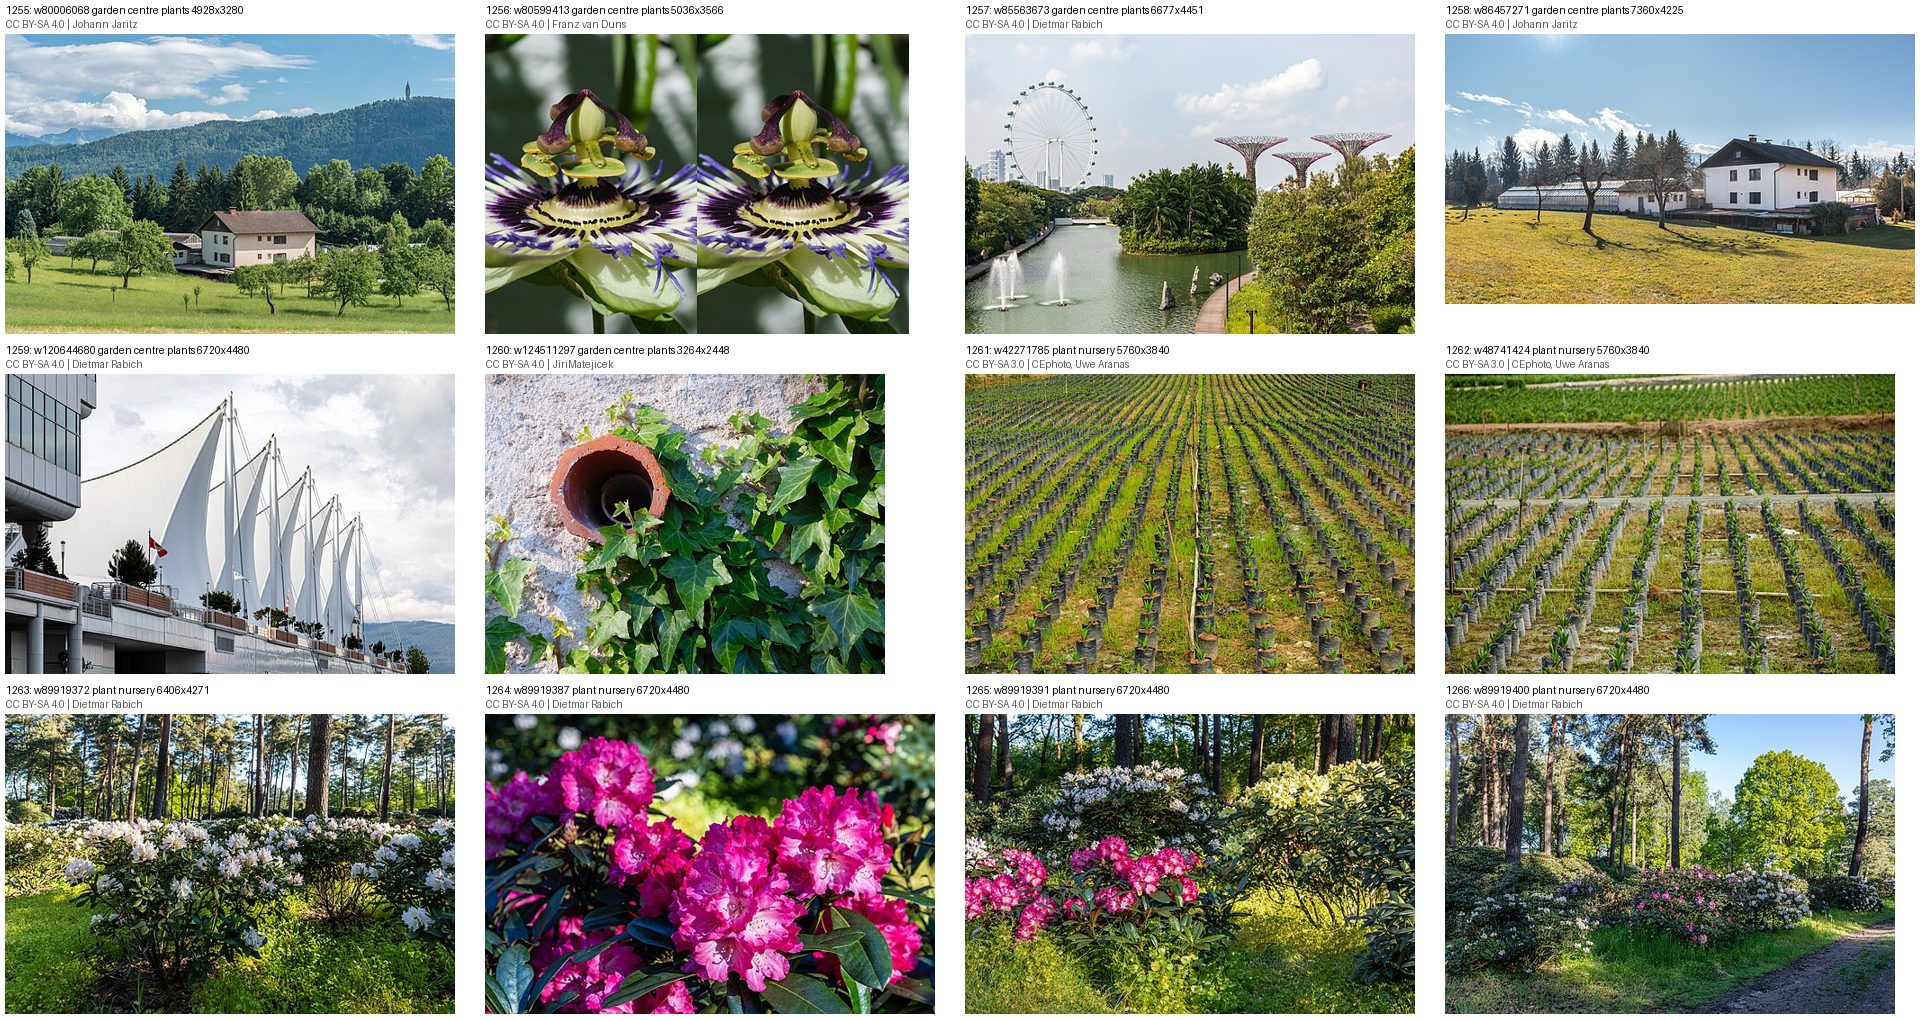 1255: w80006068 garden centre plants 4928x3280
CC BY-SA 4.0 | Johann Jaritz
1256: w80599413 garden centre plants 5036x3566
CC BY-SA 4.0 | Franz van Duns
1257: w85563673 garden centre plants 6677x4451
CC BY-SA 4.0 | Dietmar Rabich
1258: w86457271 garden centre plants 7360x4225
CC BY-SA 4.0 | Johann Jaritz
1259: w120644680 garden centre plants 6720x4480
CC BY-SA 4.0 | Dietmar Rabich
1260: w124511297 garden centre plants 3264x2448
CC BY-SA 4.0 | JiriMatejicek
1261: w42271785 plant nursery 5760x3840
CC BY-SA 3.0 | CEphoto, Uwe Aranas
1262: w48741424 plant nursery 5760x3840
CC BY-SA 3.0 | CEphoto, Uwe Aranas
1263: w89919372 plant nursery 6406x4271
CC BY-SA 4.0 | Dietmar Rabich
1264: w89919387 plant nursery 6720x4480
CC BY-SA 4.0 | Dietmar Rabich
1265: w89919391 plant nursery 6720x4480
CC BY-SA 4.0 | Dietmar Rabich
1266: w89919400 plant nursery 6720x4480
CC BY-SA 4.0 | Dietmar Rabich